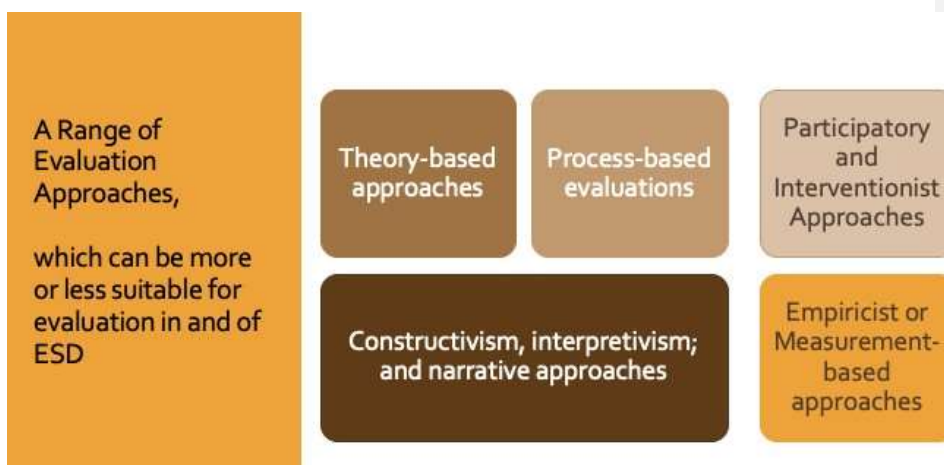 A Range of
Evaluation
Approaches,
which can be more
or less suitable for
evaluation in and of
ESD
Theory-based
approaches
Process-based
evaluations
Participatory
and
Interventionist
Approaches
Constructivism, interpretivism;
and narrative approaches
Empiricist or
Measurement-
based
approaches